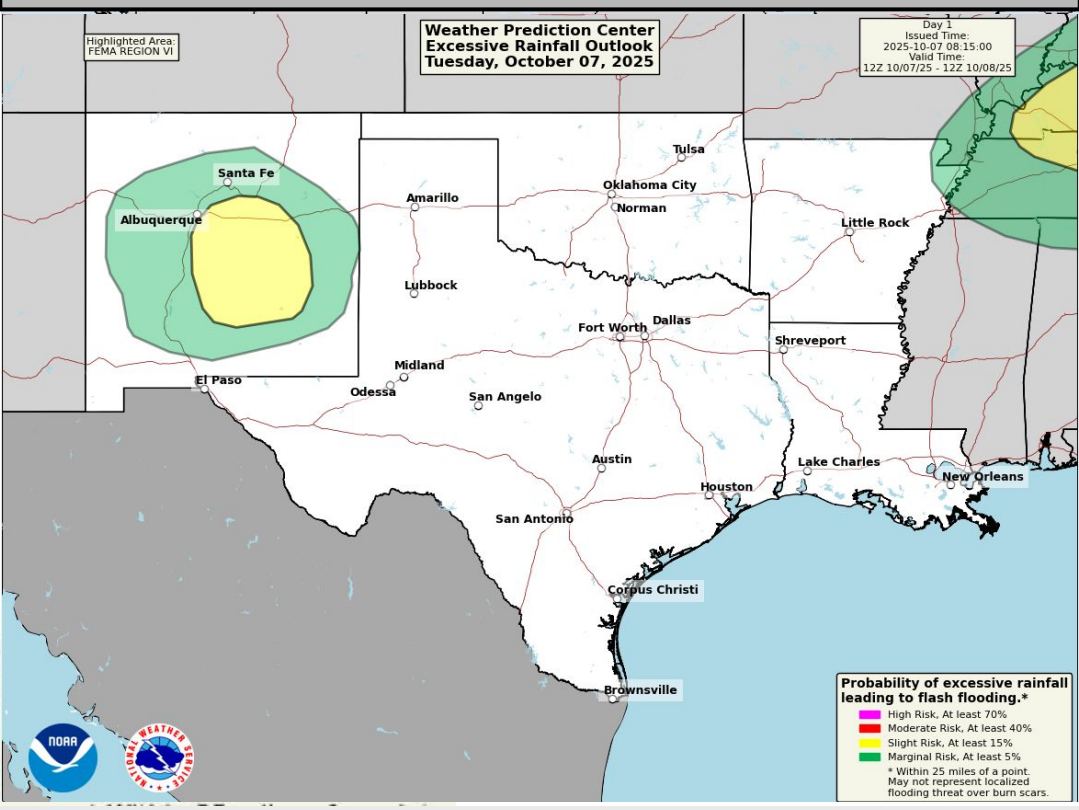 Highlighted Area:
FEMA REGION VI
Weather Prediction Center
Excessive Rainfall Outlook
Tuesday, October 07, 2025
Day 1
Issued Time:
2025-10-07 08:15:00
Valid Time:
12Z 10/07/25 - 12Z 10/08/25
Tulsa
Santa Fe
Oklahoma City
Amarillo
Norman
Albuquerque
Little Rock
Lubbock
Dallas
Fort Worth
Shreveport
Midland
El Paso
Odessa
San Angelo
Austin
Lake Charles
New Orleans
Houston
San Antonio
Corpus Christi
Brownsville
Probability of excessive rainfall
leading to flash flooding.*
High Risk, At least 70%
Moderate Risk, At least 40%
Slight Risk, At least 15%
Marginal Risk, At least 5%
* Within 25 miles of a point.
May not represent localized
flooding threat over burn scars.
NOAA
NATIONAL WEATHER SERVICE